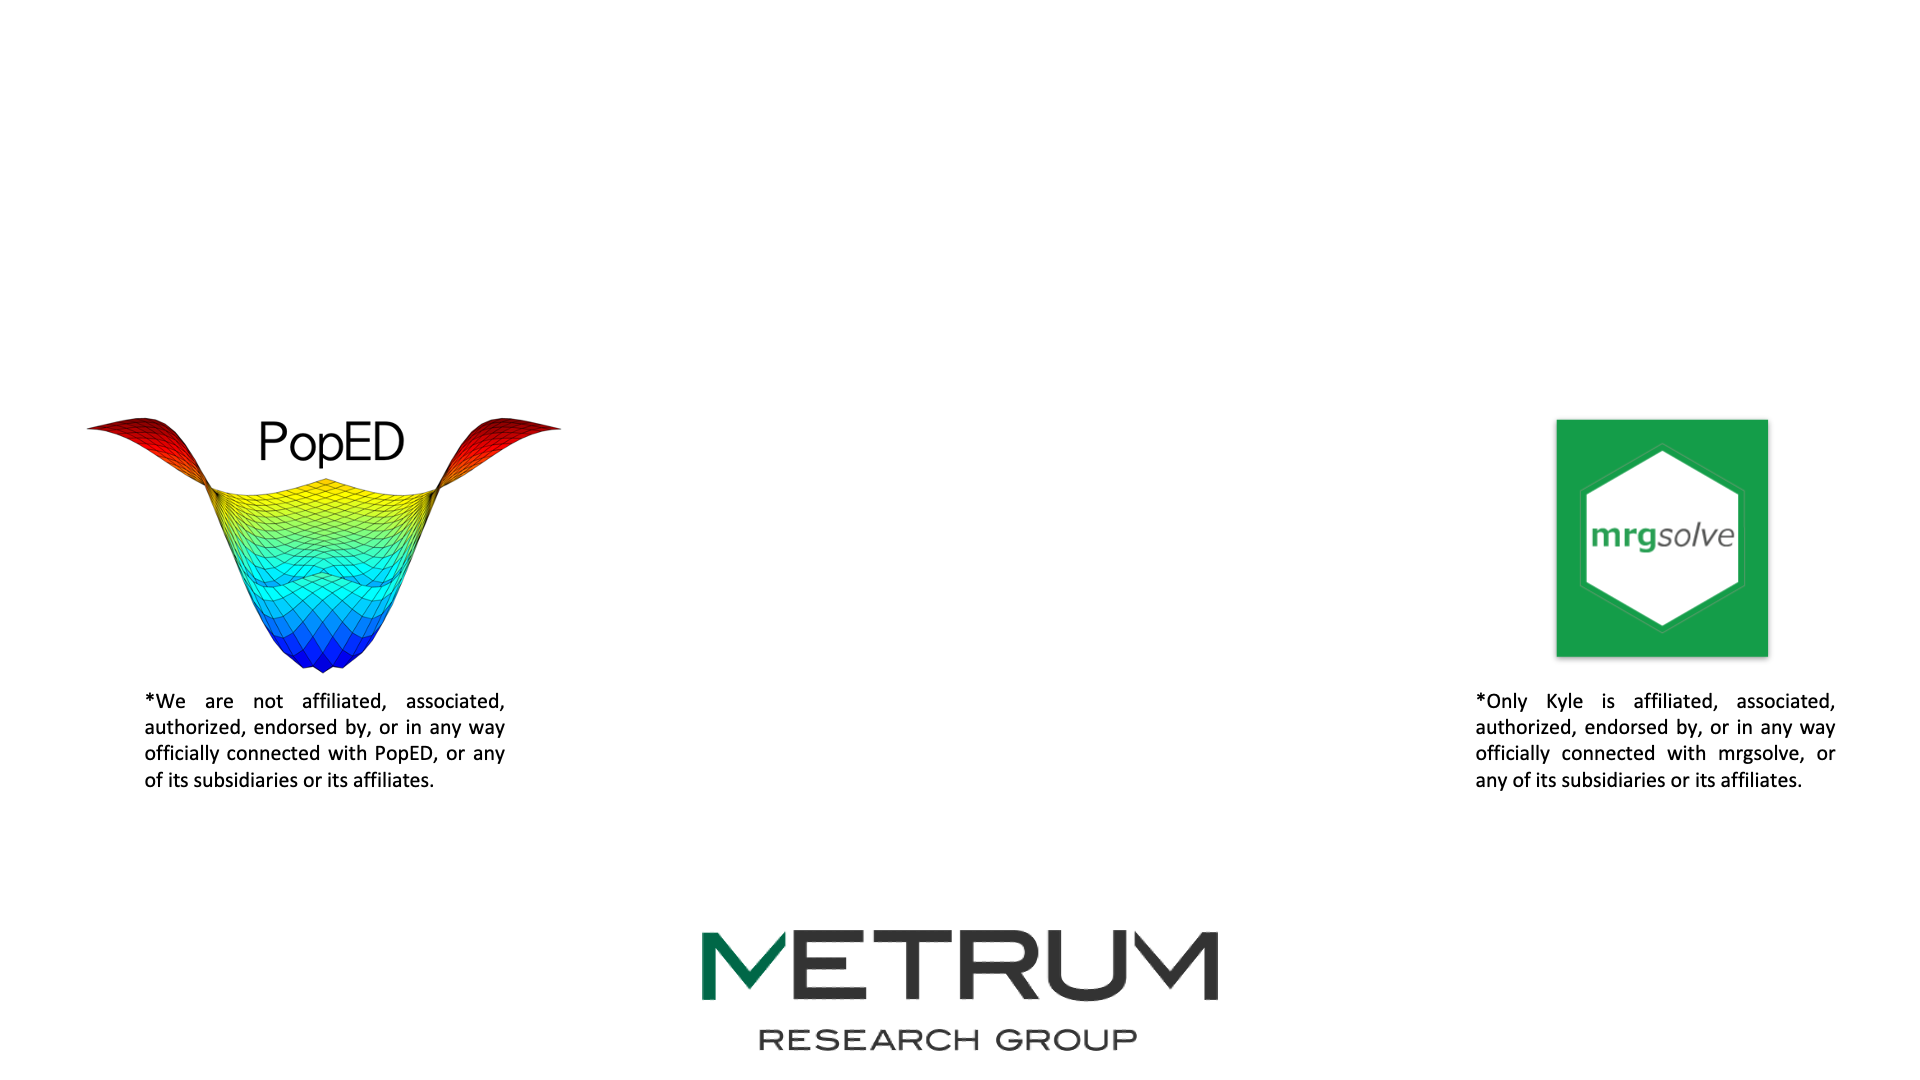 PopED
*We are not affiliated, associated,
authorized, endorsed by, or in any way
officially connected with PopED, or any
of its subsidiaries or its affiliates.
mrgsolve
*Only Kyle is affiliated, associated,
authorized, endorsed by, or in any way
officially connected with mrgsolve, or
any of its subsidiaries or its affiliates.
METRUM
RESEARCH GROUP